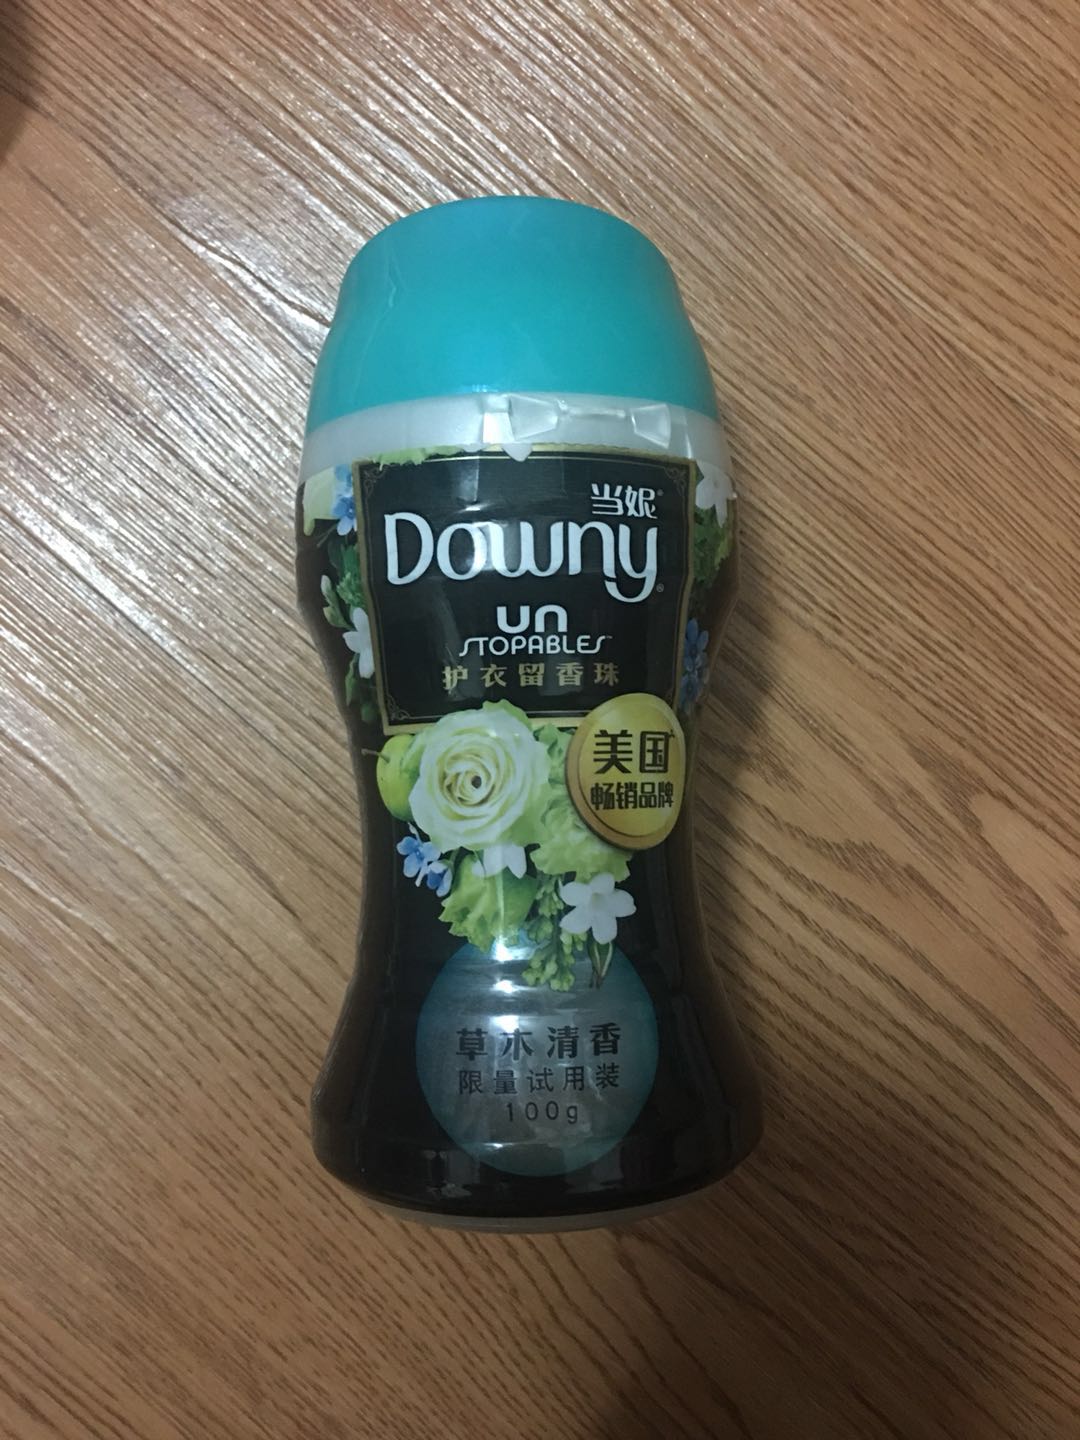 当妮®
Downy®
un
STOPABLES™
护衣留香珠
美国
畅销品牌
草木清香
限量试用装
100g